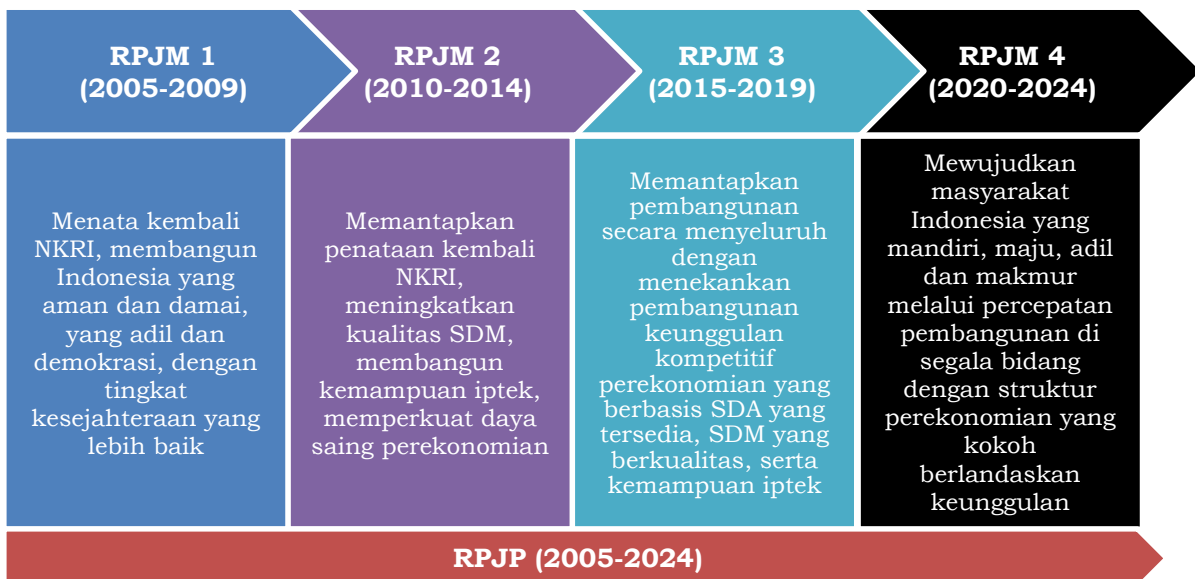 RPJM 1
(2005-2009)
RPJM 2
(2010-2014)
RPJM 3
(2015-2019)
RPJM 4
(2020-2024)
Menata kembali
NKRI, membangun
Indonesia yang
aman dan damai,
yang adil dan
demokrasi, dengan
tingkat
kesejahteraan yang
lebih baik
Memantapkan
penataan kembali
NKRI,
meningkatkan
kualitas SDM,
membangun
kemampuan iptek,
memperkuat daya
saing perekonomian
Memantapkan
pembangunan
secara menyeluruh
dengan
menekankan
pembangunan
keunggulan
kompetitif
perekonomian yang
berbasis SDA yang
tersedia, SDM yang
berkualitas, serta
kemampuan iptek
Mewujudkan
masyarakat
Indonesia yang
mandiri, maju, adil
dan makmur
melalui percepatan
pembangunan di
segala bidang
dengan struktur
perekonomian yang
kokoh
berlandaskan
keunggulan
RPJP (2005-2024)